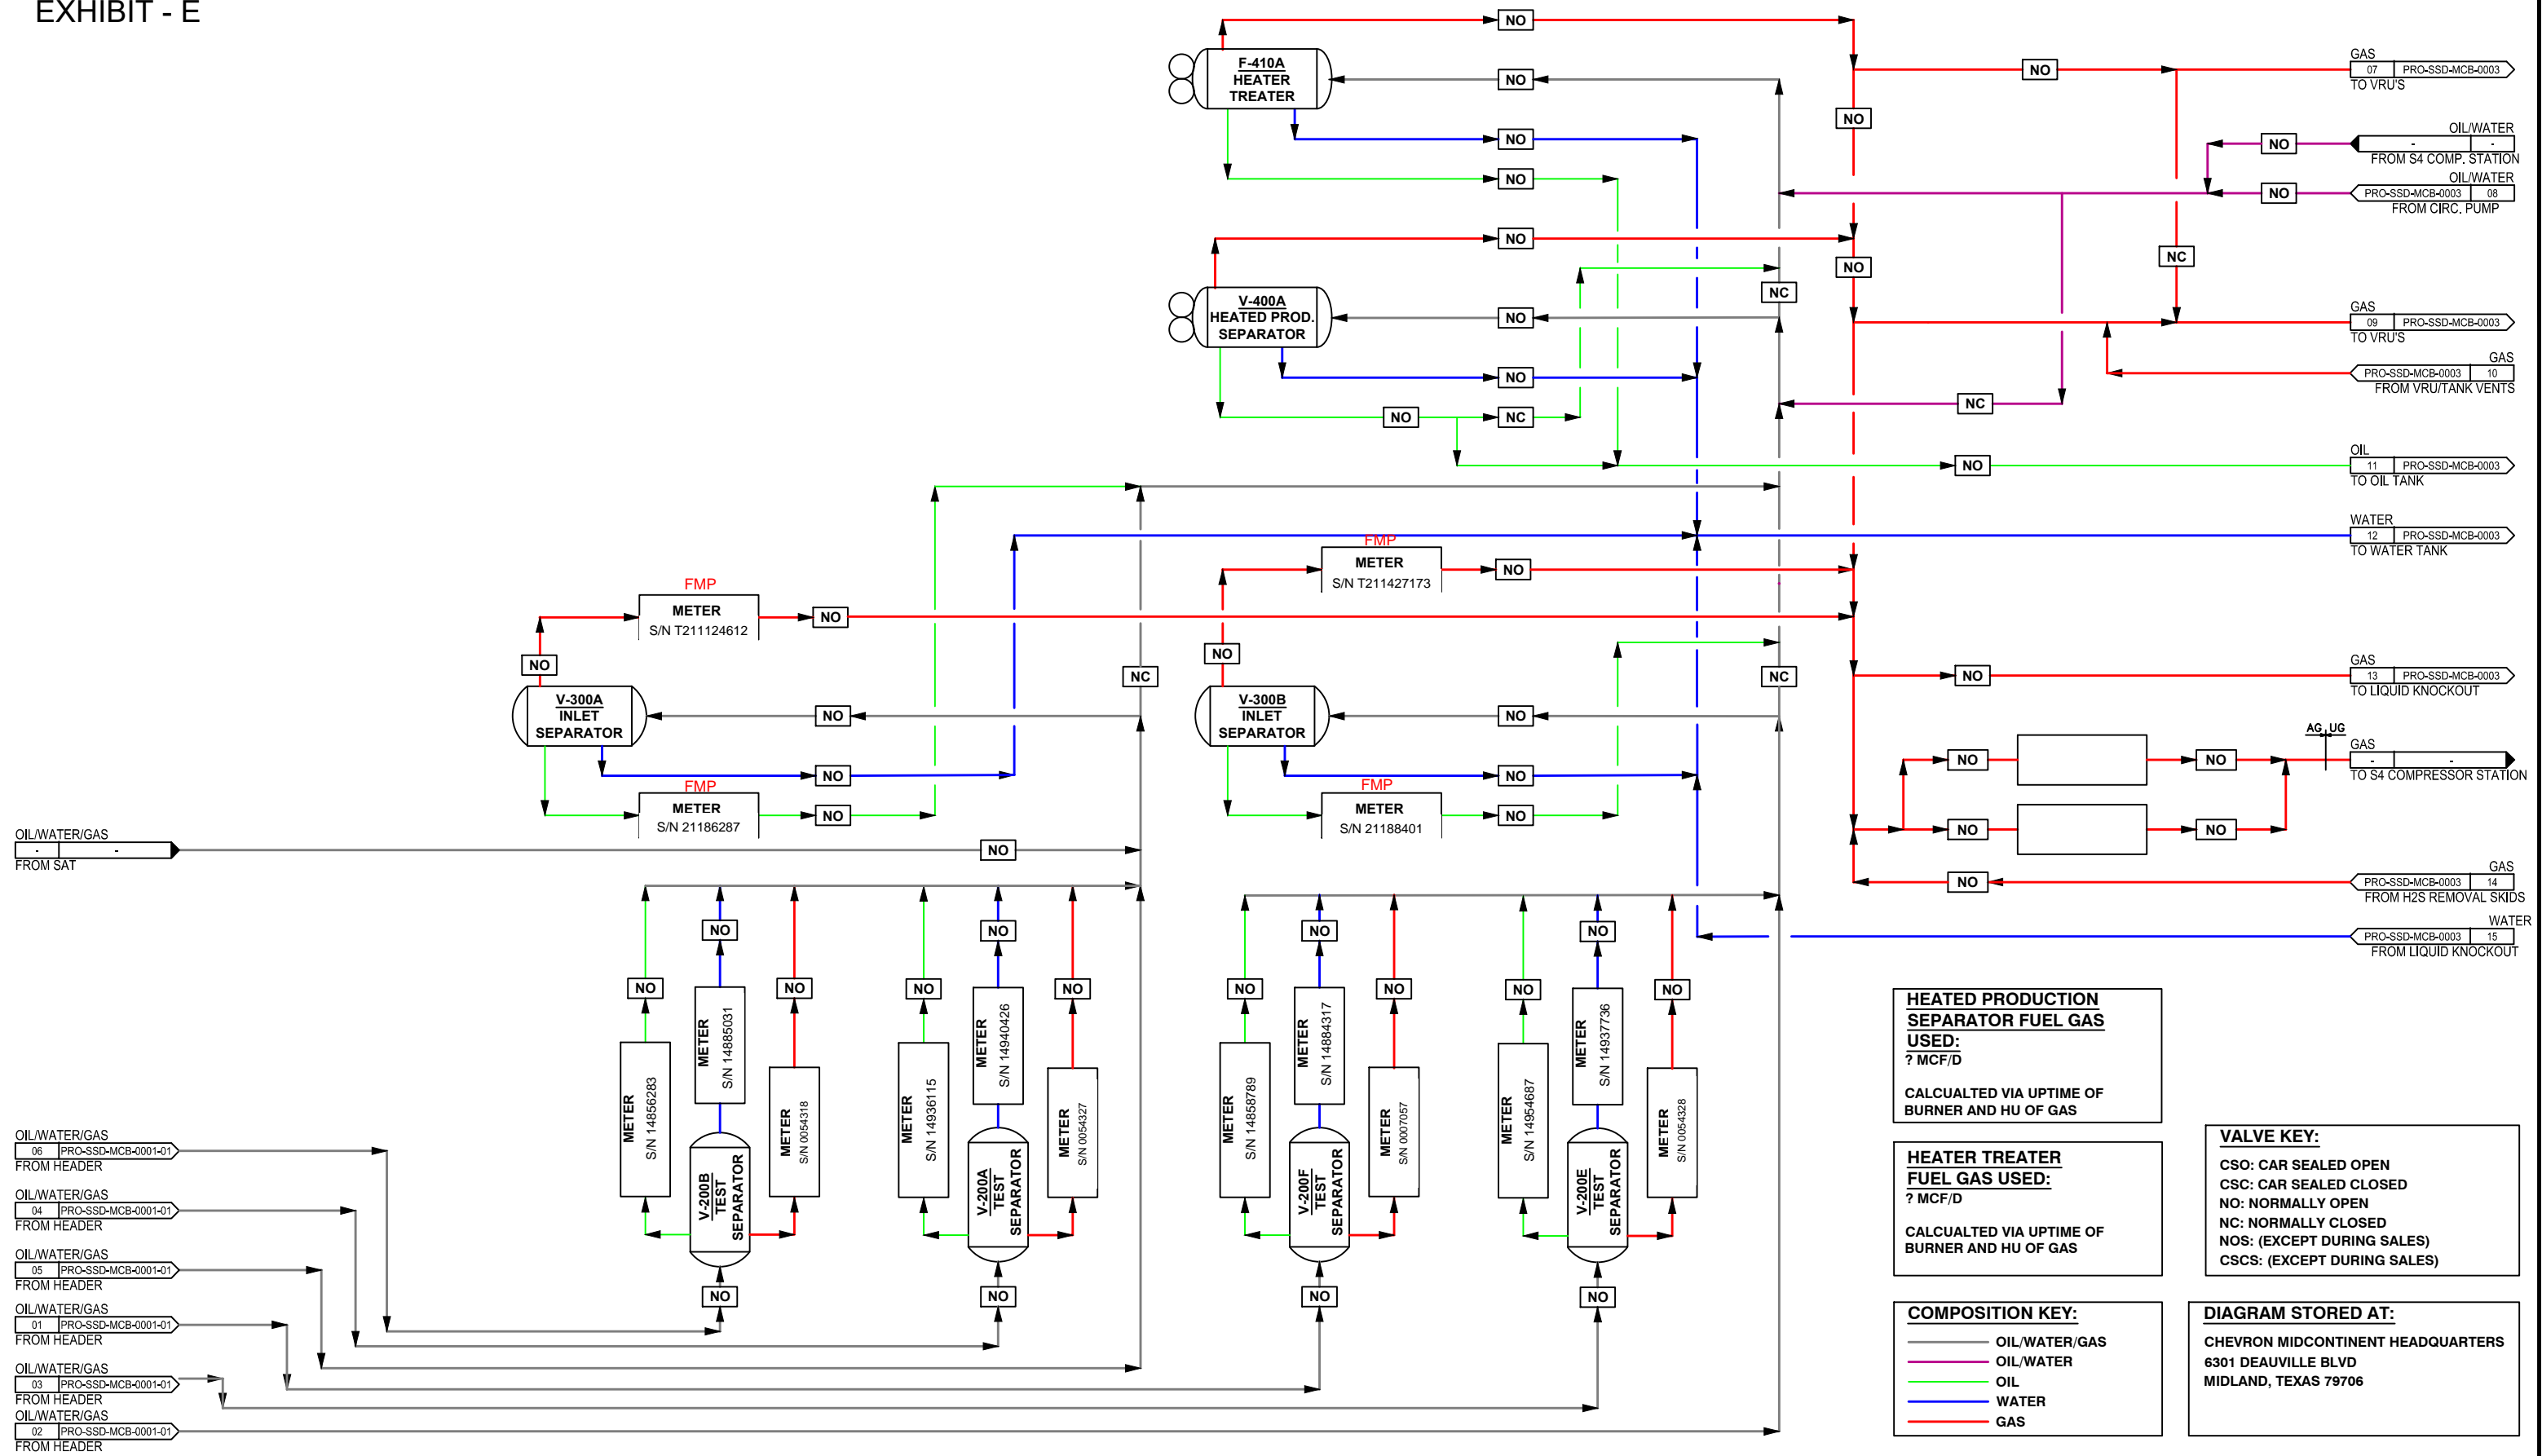 EXHIBIT - E
NO
F-410A
HEATER
TREATER
NO
NO
NO
NO
NO
GAS
07 PRO-SSD-MCB-0003
TO VRU'S
OIL/WATER
- -
FROM S4 COMP. STATION
NO
OIL/WATER
PRO-SSD-MCB-0003 08
FROM CIRC. PUMP
NO
NO
NO
NC
NC
V-400A
HEATED PROD.
SEPARATOR
NO
NO
NO
NC
NC
GAS
09 PRO-SSD-MCB-0003
TO VRU'S
GAS
PRO-SSD-MCB-0003 10
FROM VRU/TANK VENTS
OIL
11 PRO-SSD-MCB-0003
TO OIL TANK
NO
WATER
12 PRO-SSD-MCB-0003
TO WATER TANK
FMP
METER
S/N T211427173
NO
FMP
METER
S/N T211124612
NO
NO
V-300A
INLET
SEPARATOR
NO
NO
FMP
METER
S/N 21186287
NO
NC
NO
V-300B
INLET
SEPARATOR
NO
NO
FMP
METER
S/N 21188401
NO
NC
NO
GAS
13 PRO-SSD-MCB-0003
TO LIQUID KNOCKOUT
AG UG
GAS
- -
TO S4 COMPRESSOR STATION
NO
NO
NO
NO
NO
GAS
PRO-SSD-MCB-0003 14
FROM H2S REMOVAL SKIDS
WATER
PRO-SSD-MCB-0003 15
FROM LIQUID KNOCKOUT
OIL/WATER/GAS
- -
FROM SAT
NO
NO
NO
NO
NO
NO
NO
NO
NO
NO
NO
NO
NO
METER
S/N 14856283
METER
S/N 14885031
METER
S/N 0054318
METER
S/N 14936115
METER
S/N 14940426
METER
S/N 0054327
METER
S/N 14858789
METER
S/N 14884317
METER
S/N 0007057
METER
S/N 14954687
METER
S/N 14937736
METER
S/N 0054328
V-200B
TEST
SEPARATOR
V-200A
TEST
SEPARATOR
V-200F
TEST
SEPARATOR
V-200E
TEST
SEPARATOR
NO
NO
NO
NO
OIL/WATER/GAS
06 PRO-SSD-MCB-0001-01
FROM HEADER
OIL/WATER/GAS
04 PRO-SSD-MCB-0001-01
FROM HEADER
OIL/WATER/GAS
05 PRO-SSD-MCB-0001-01
FROM HEADER
OIL/WATER/GAS
01 PRO-SSD-MCB-0001-01
FROM HEADER
OIL/WATER/GAS
03 PRO-SSD-MCB-0001-01
FROM HEADER
OIL/WATER/GAS
02 PRO-SSD-MCB-0001-01
FROM HEADER
HEATED PRODUCTION
SEPARATOR FUEL GAS
USED:
? MCF/D
CALCUALTED VIA UPTIME OF
BURNER AND HU OF GAS
HEATER TREATER
FUEL GAS USED:
? MCF/D
CALCUALTED VIA UPTIME OF
BURNER AND HU OF GAS
VALVE KEY:
CSO: CAR SEALED OPEN
CSC: CAR SEALED CLOSED
NO: NORMALLY OPEN
NC: NORMALLY CLOSED
NOS: (EXCEPT DURING SALES)
CSCS: (EXCEPT DURING SALES)
COMPOSITION KEY:
OIL/WATER/GAS
OIL/WATER
OIL
WATER
GAS
DIAGRAM STORED AT:
CHEVRON MIDCONTINENT HEADQUARTERS
6301 DEAUVILLE BLVD
MIDLAND, TEXAS 79706